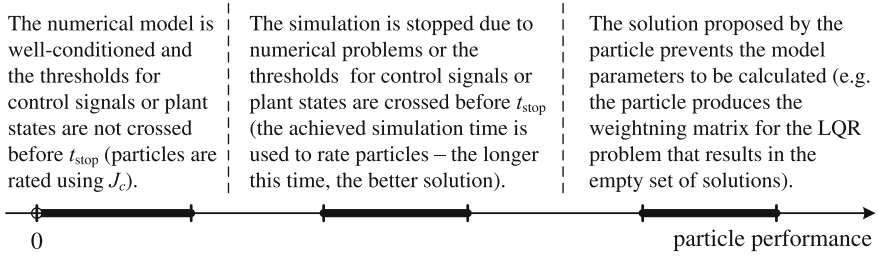 The numerical model is
well-conditioned and
the thresholds for
control signals or plant
states are not crossed
before t_stop (particles are
rated using J_c).
The simulation is stopped due to
numerical problems or the
thresholds for control signals or
plant states are crossed before t_stop
(the achieved simulation time is
used to rate particles – the longer
this time, the better solution).
The solution proposed by the
particle prevents the model
parameters to be calculated (e.g.
the particle produces the
weightning matrix for the LQR
problem that results in the
empty set of solutions).
0
particle performance